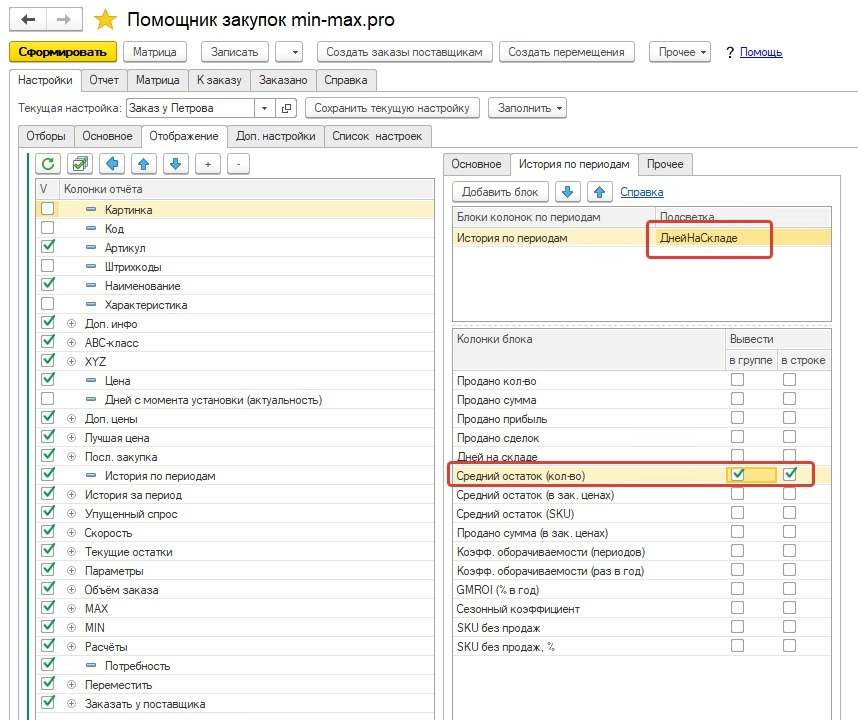 Помощник закупок min-max.pro
Сформировать Матрица Записать Создать заказы поставщикам Создать перемещения Прочее ? Помощь
Настройки Отчет Матрица К заказу Заказано Справка
Текущая настройка: Заказ у Петрова Сохранить текущую настройку Заполнить
Отборы Основное Отображение Доп. настройки Список настроек
+ -
V Колонки отчёта
Картинка
Код
Артикул
Штрихкоды
Наименование
Характеристика
Доп. инфо
ABC-класс
XYZ
Цена
Дней с момента установки (актуальность)
Доп. цены
Лучшая цена
Посл. закупка
История по периодам
История за период
Упущенный спрос
Скорость
Текущие остатки
Параметры
Объём заказа
MAX
MIN
Расчёты
Потребность
Переместить
Заказать у поставщика
Основное История по периодам Прочее
Добавить блок Справка
Блоки колонок по периодам Подсветка
История по периодам ДнейНаСкладе
Колонки блока Вывести
в группе в строке
Продано кол-во
Продано сумма
Продано прибыль
Продано сделок
Дней на складе
Средний остаток (кол-во)
Средний остаток (в зак. ценах)
Средний остаток (SKU)
Продано сумма (в зак. ценах)
Коэфф. оборачиваемости (периодов)
Коэфф. оборачиваемости (раз в год)
GMROI (% в год)
Сезонный коэффициент
SKU без продаж
SKU без продаж, %